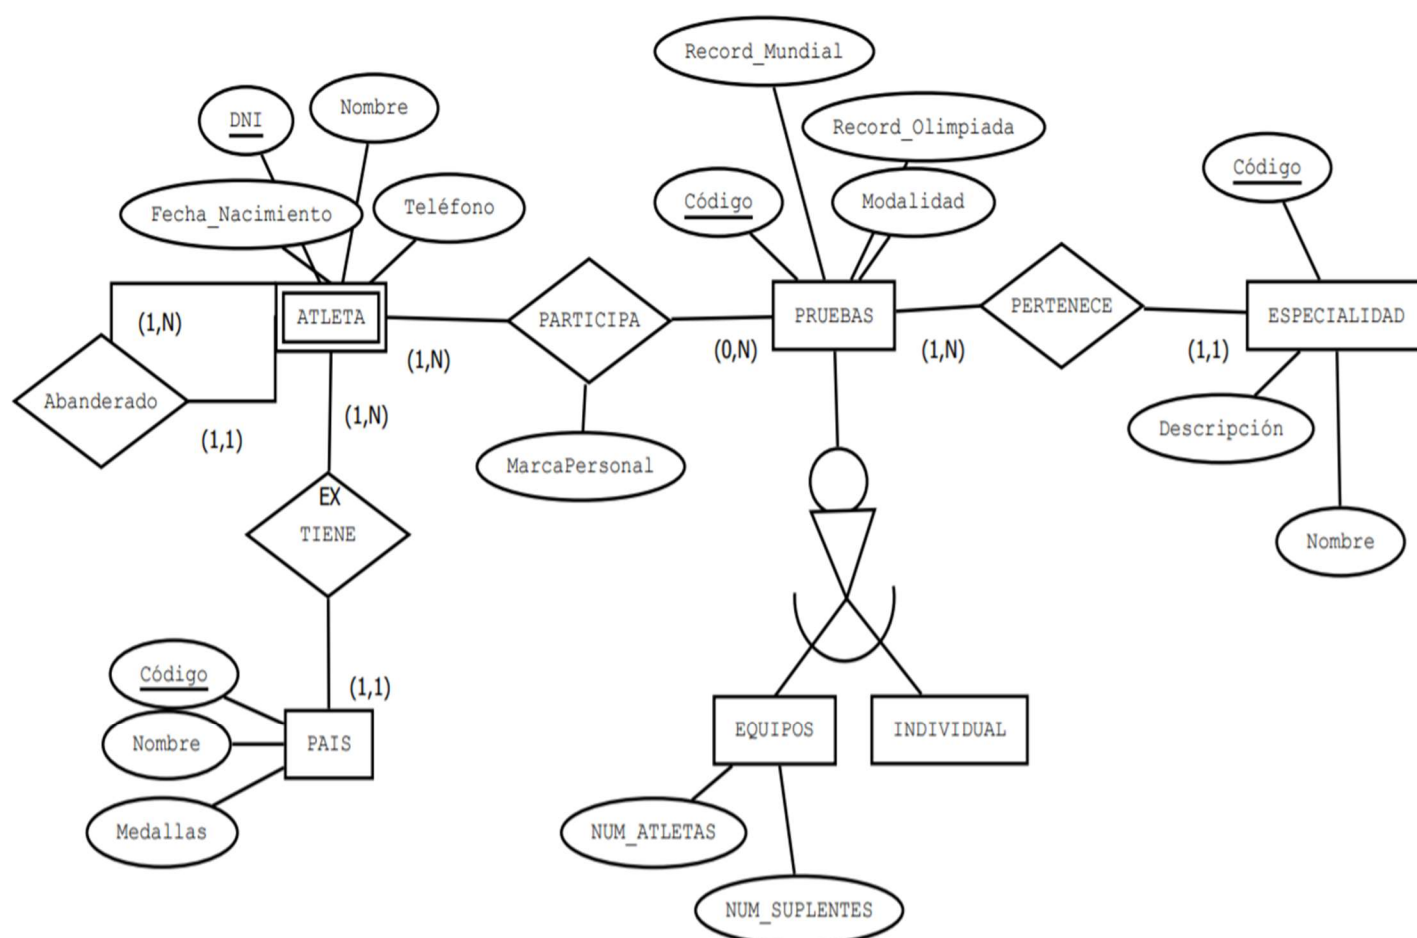 Record_Mundial
DNI
Nombre
Record_Olimpiada
Código
Código
Modalidad
Fecha_Nacimiento
Teléfono
(1,N)
ATLETA
PARTICIPA
PRUEBAS
PERTENECE
ESPECIALIDAD
(1,N)
(0,N)
(1,N)
(1,1)
Abanderado
(1,N)
(1,1)
Descripción
MarcaPersonal
EX
TIENE
Nombre
Código
(1,1)
Nombre
PAIS
EQUIPOS
INDIVIDUAL
Medallas
NUM_ATLETAS
NUM_SUPLENTES